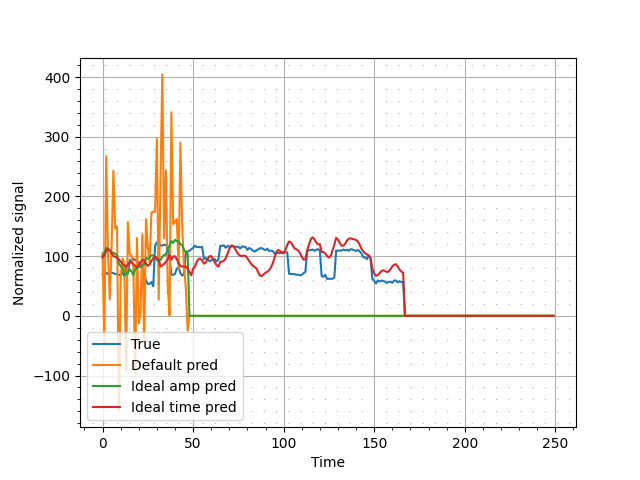 400
300
200
100
0
−100
Normalized signal
True
Default pred
Ideal amp pred
Ideal time pred
0 50 100 150 200 250
Time